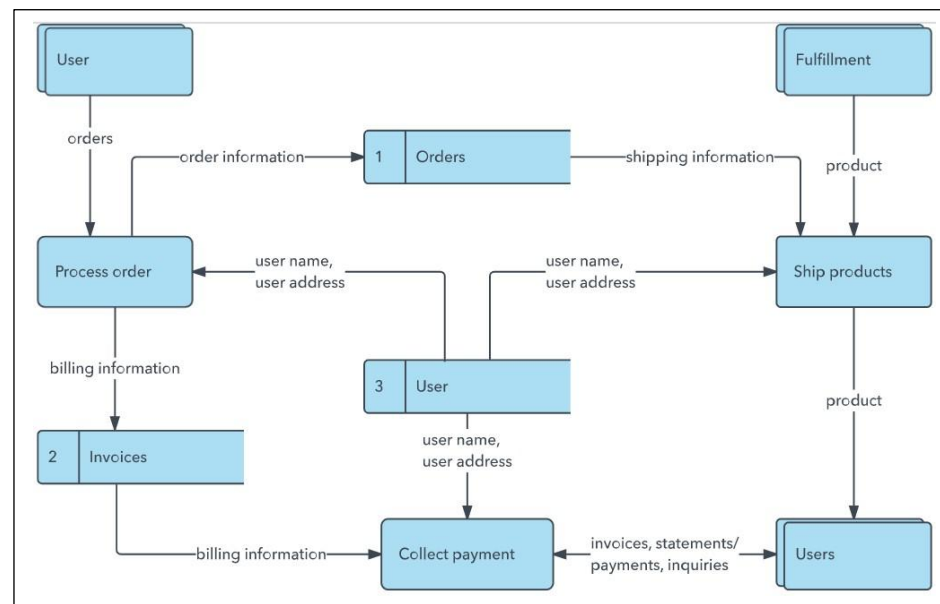 User
Fulfillment
orders
order information
1 Orders
shipping information
product
Process order
user name,
user address
user name,
user address
Ship products
billing information
3 User
product
user name,
user address
2 Invoices
billing information
Collect payment
invoices, statements/
payments, inquiries
Users